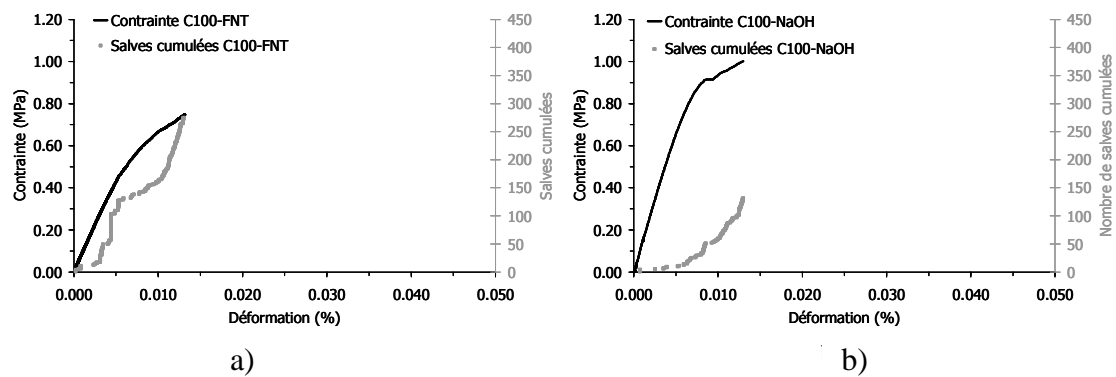 Contrainte C100-FNT
Salves cumulées C100-FNT
1.20
1.00
0.80
0.60
0.40
0.20
0.00
Contrainte (MPa)
450
400
350
300
250
200
150
100
50
0
Salves cumulées
0.000 0.010 0.020 0.030 0.040 0.050
Déformation (%)
a)
Contrainte C100-NaOH
Salves cumulées C100-NaOH
1.20
1.00
0.80
0.60
0.40
0.20
0.00
Contrainte (MPa)
450
400
350
300
250
200
150
100
50
0
Nombre de salves cumulées
0.000 0.010 0.020 0.030 0.040 0.050
Déformation (%)
b)